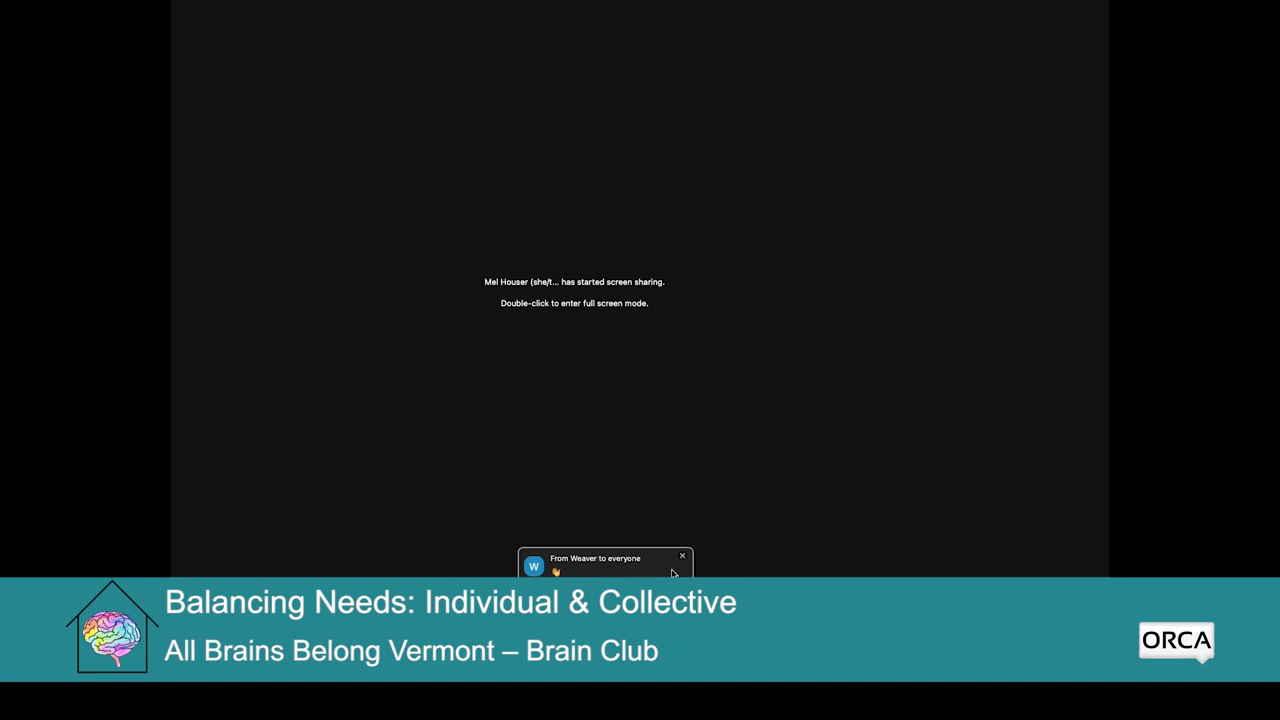 Mel Houser (she/t... has started screen sharing.
Double-click to enter full screen mode.
W
From Weaver to everyone
👋
Balancing Needs: Individual & Collective
All Brains Belong Vermont – Brain Club
ORCA